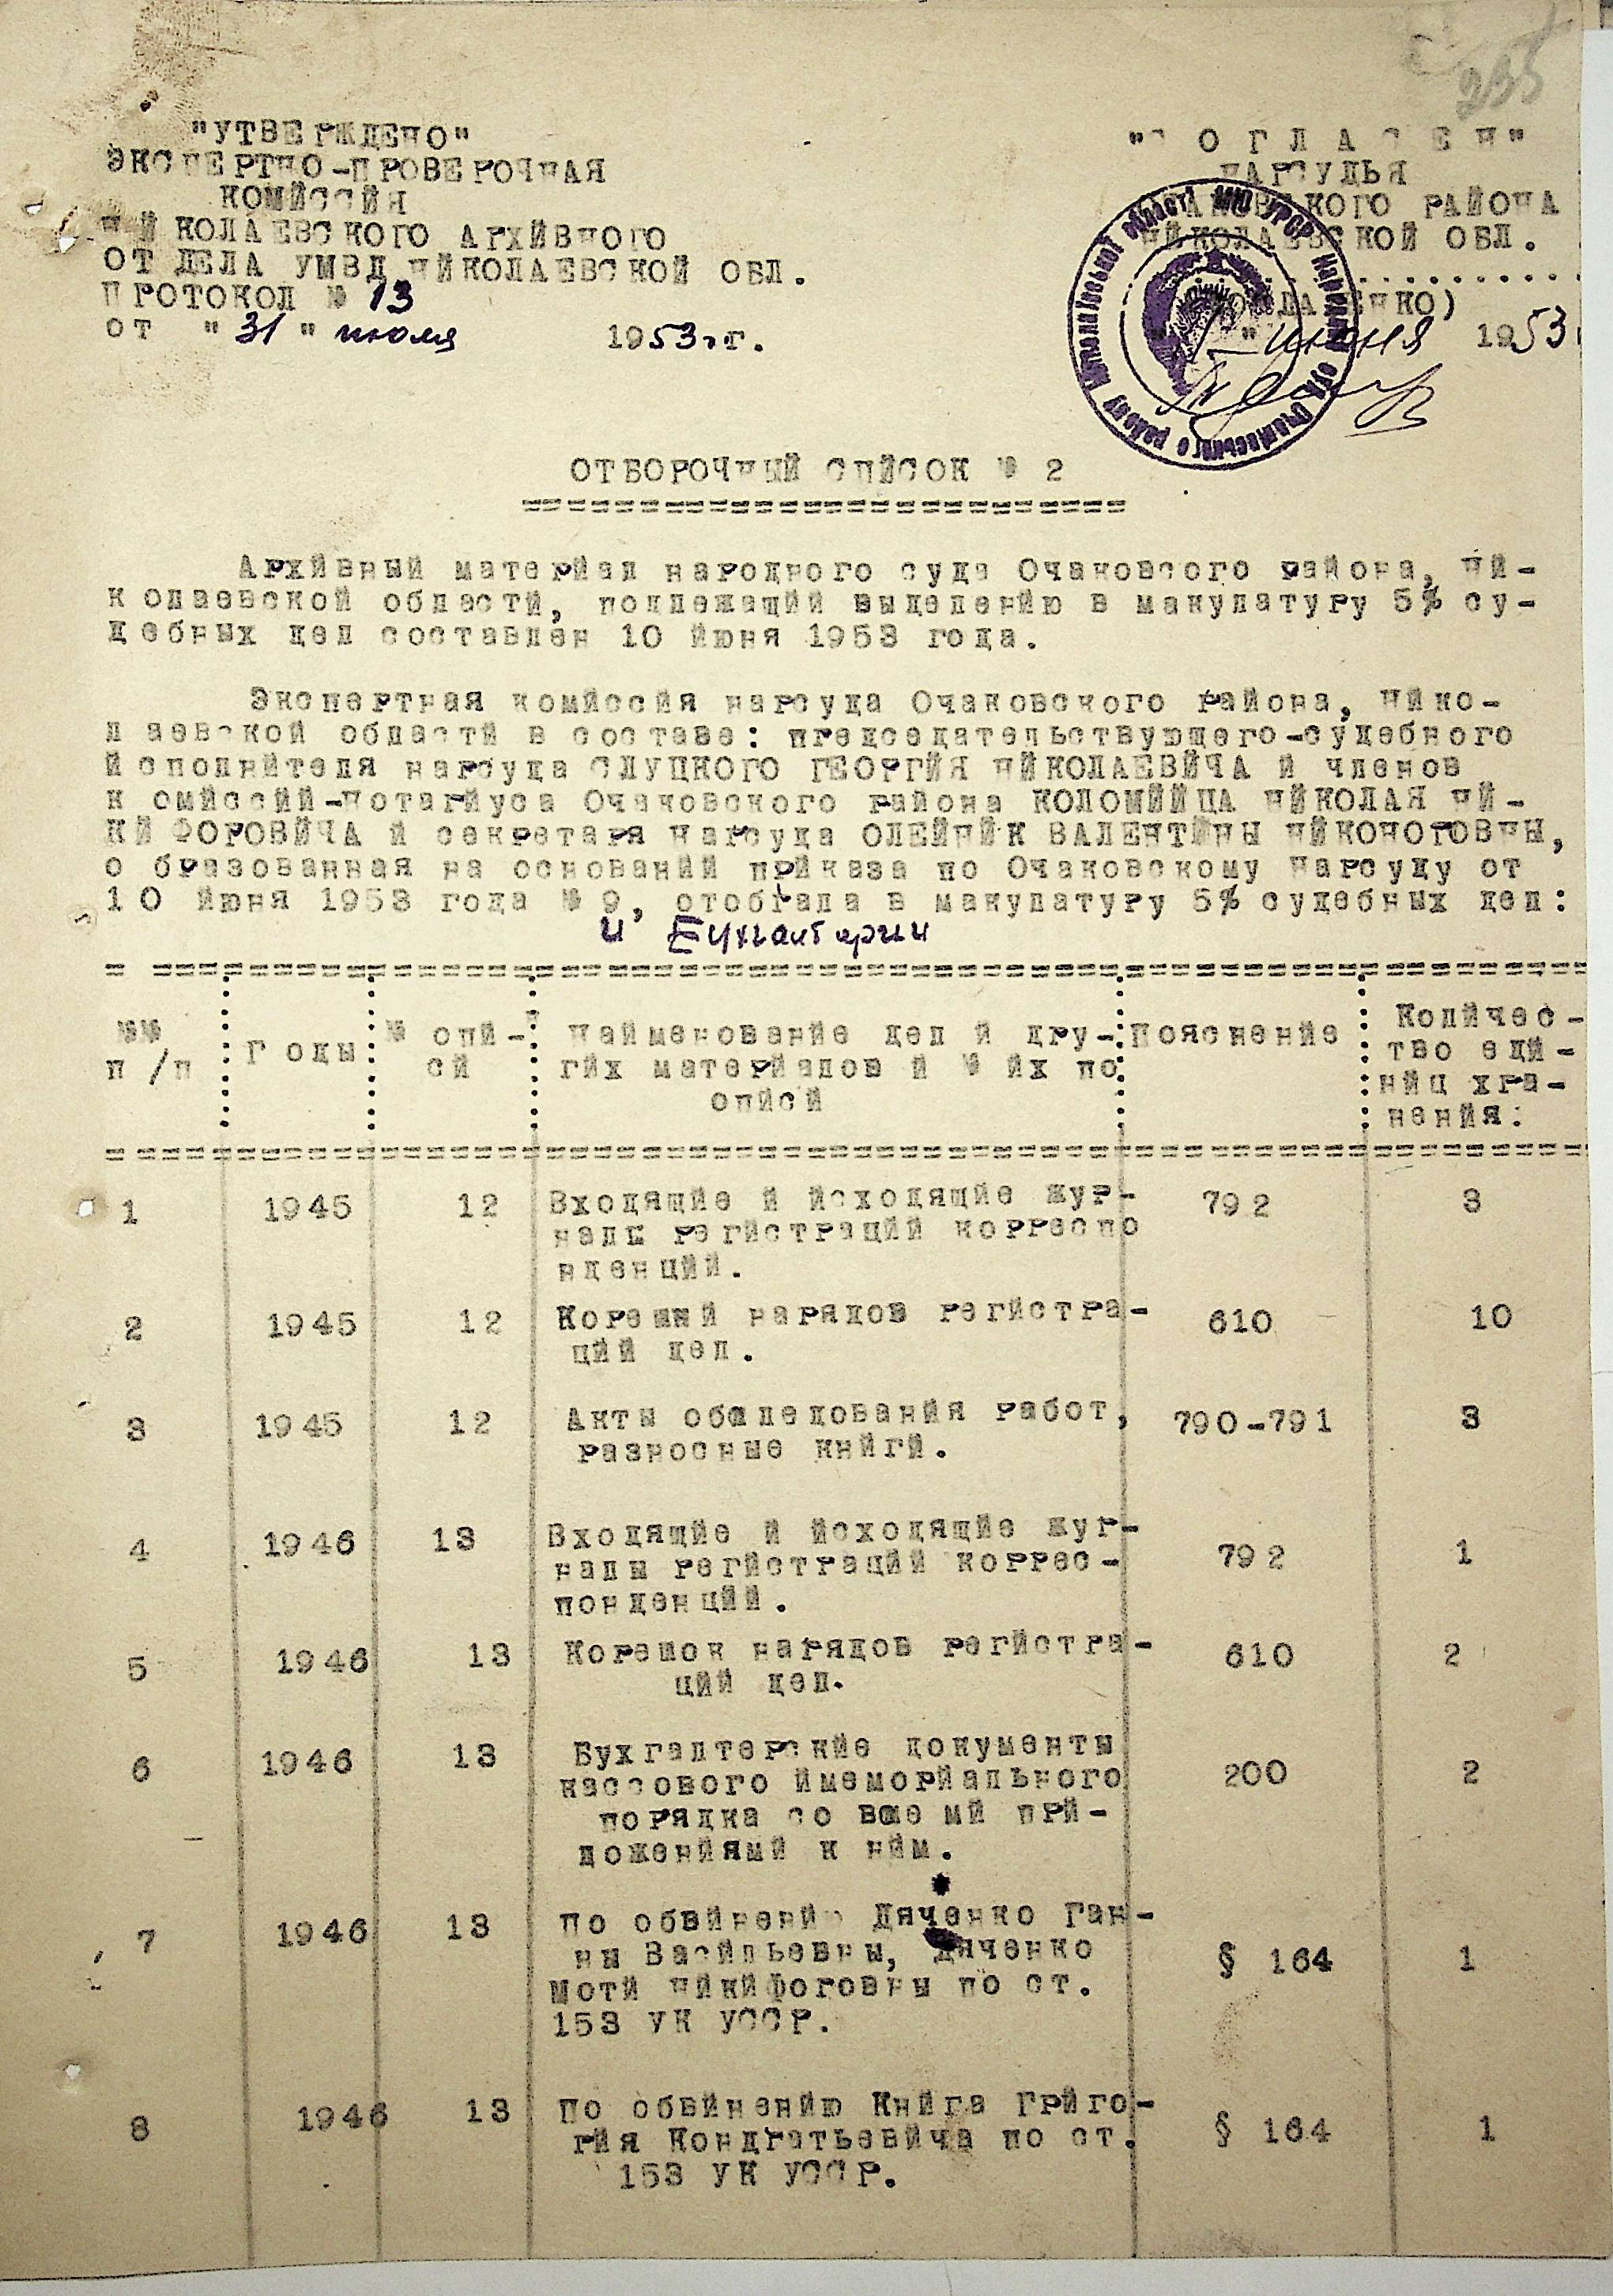 235
"УТВЕРЖДЕНО"
ЭКСПЕРТНО-ПРОВЕРОЧНАЯ
КОМИССИЯ
НИКОЛАЕВСКОГО АРХИВНОГО
ОТДЕЛА УМВД НИКОЛАЕВСКОЙ ОБЛ.
ПРОТОКОЛ № 13
ОТ "31" июля 1953 г.
"СОГЛАСЕН"
НАРСУДЬЯ
РАЙОНА
НИКОЛАЕВСКОЙ ОБЛ.
июня 1953
ОТБОРОЧНЫЙ СПИСОК № 2
Архивный материал народного суда Очаковсого района, Ни-
колаевской области, подлежащий выделению в макулатуру 5% су-
дебных дел составлен 10 июня 1953 года.
Экспертная комиссия нарсуда Очаковского района, Нико-
лаевской области в составе: председательствующего-судебного
исполнителя нарсуда СЛУЦКОГО ГЕОРГИЯ НИКОЛАЕВИЧА и членов
комиссии-нотариуса Очаковского района КОЛОМИЙЦА НИКОЛАЯ НИ-
КИФОРОВИЧА и секретаря нарсуда ОЛЕЙНИК ВАЛЕНТИНЫ НИКОНОРОВНЫ,
образованная на основании приказа по Очаковскому нарсуду от
10 июня 1953 года № 9, отобрала в макулатуру 5% судебных дел:
и Бухгалтерии
№№ п/п Годы № опи-си Наименование дел и дру-гих материалов и № их по описи Пояснение Количес-тво еди-ниц хра-нения:
1 1945 12 Входящие и исходящие жур- 792 3
налы регистраций корреспо
нденций.
2 1945 12 Корешки нарядов регистра- 610 10
ций дел.
3 1945 12 Акты обследования работ, 790-791 3
разносные книги.
4 1946 13 Входящие и исходящие жур- 792 1
налы регистраций коррес-
понденций.
5 1946 13 Корешок нарядов регистра- 610 2
ций дел.
6 1946 13 Бухгалтерские документы 200 2
кассового имемориального
порядка со все ми при-
ложениями к ним.
7 1946 13 По обвинению Дяченко Ган- § 164 1
ны Васильевны, Дяченко
Моти Никифоровны по ст.
153 УК УССР.
8 1946 13 По обвинению Книга Григо- § 164 1
рия Кондратьевича по ст.
153 УК УССР.